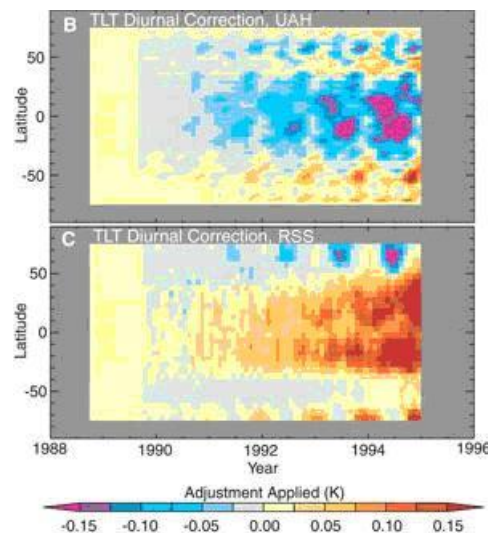 B TLT Diurnal Correction, UAH
50
0
-50
Latitude
C TLT Diurnal Correction, RSS
50
0
-50
Latitude
1988 1990 1992 1994 1996
Year
Adjustment Applied (K)
-0.15 -0.10 -0.05 0.00 0.05 0.10 0.15